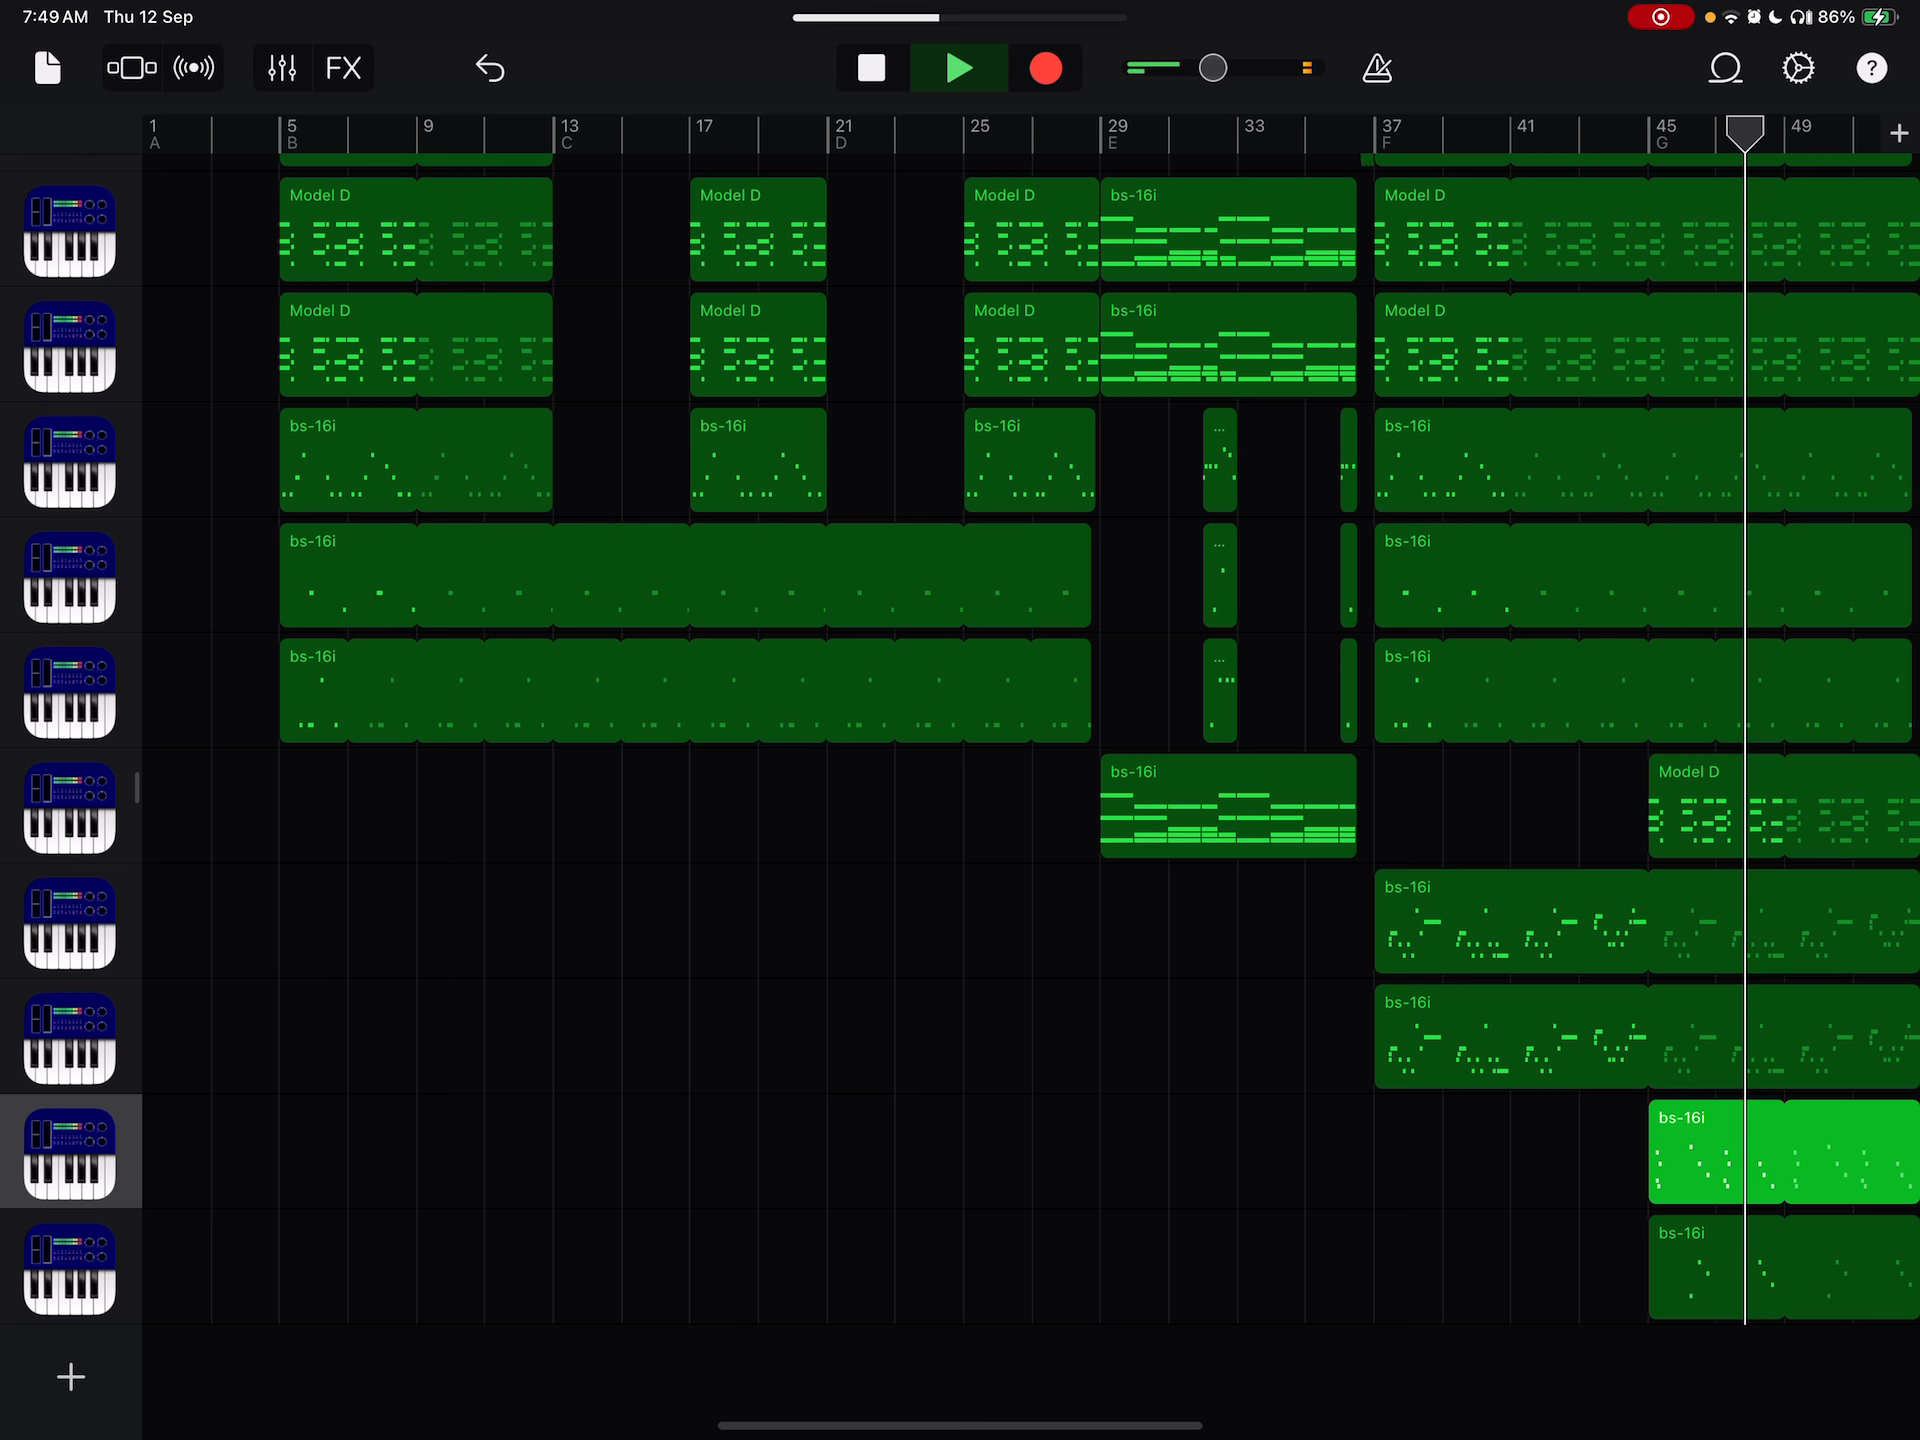 7:49 AM Thu 12 Sep
86%
FX
?
1 5 9 13 17 21 25 29 33 37 41 45 49
A B C D E F G
Model D Model D Model D bs-16i Model D
Model D Model D Model D bs-16i Model D
bs-16i bs-16i bs-16i ... bs-16i
bs-16i ... bs-16i
bs-16i ... bs-16i
bs-16i Model D
bs-16i
bs-16i
bs-16i
bs-16i